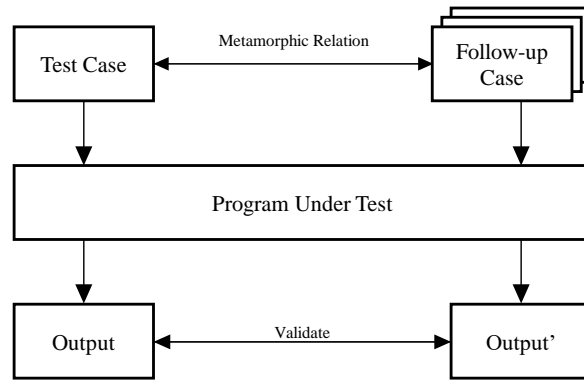 Metamorphic Relation
Test Case
Follow-up
Case
Program Under Test
Output
Validate
Output’